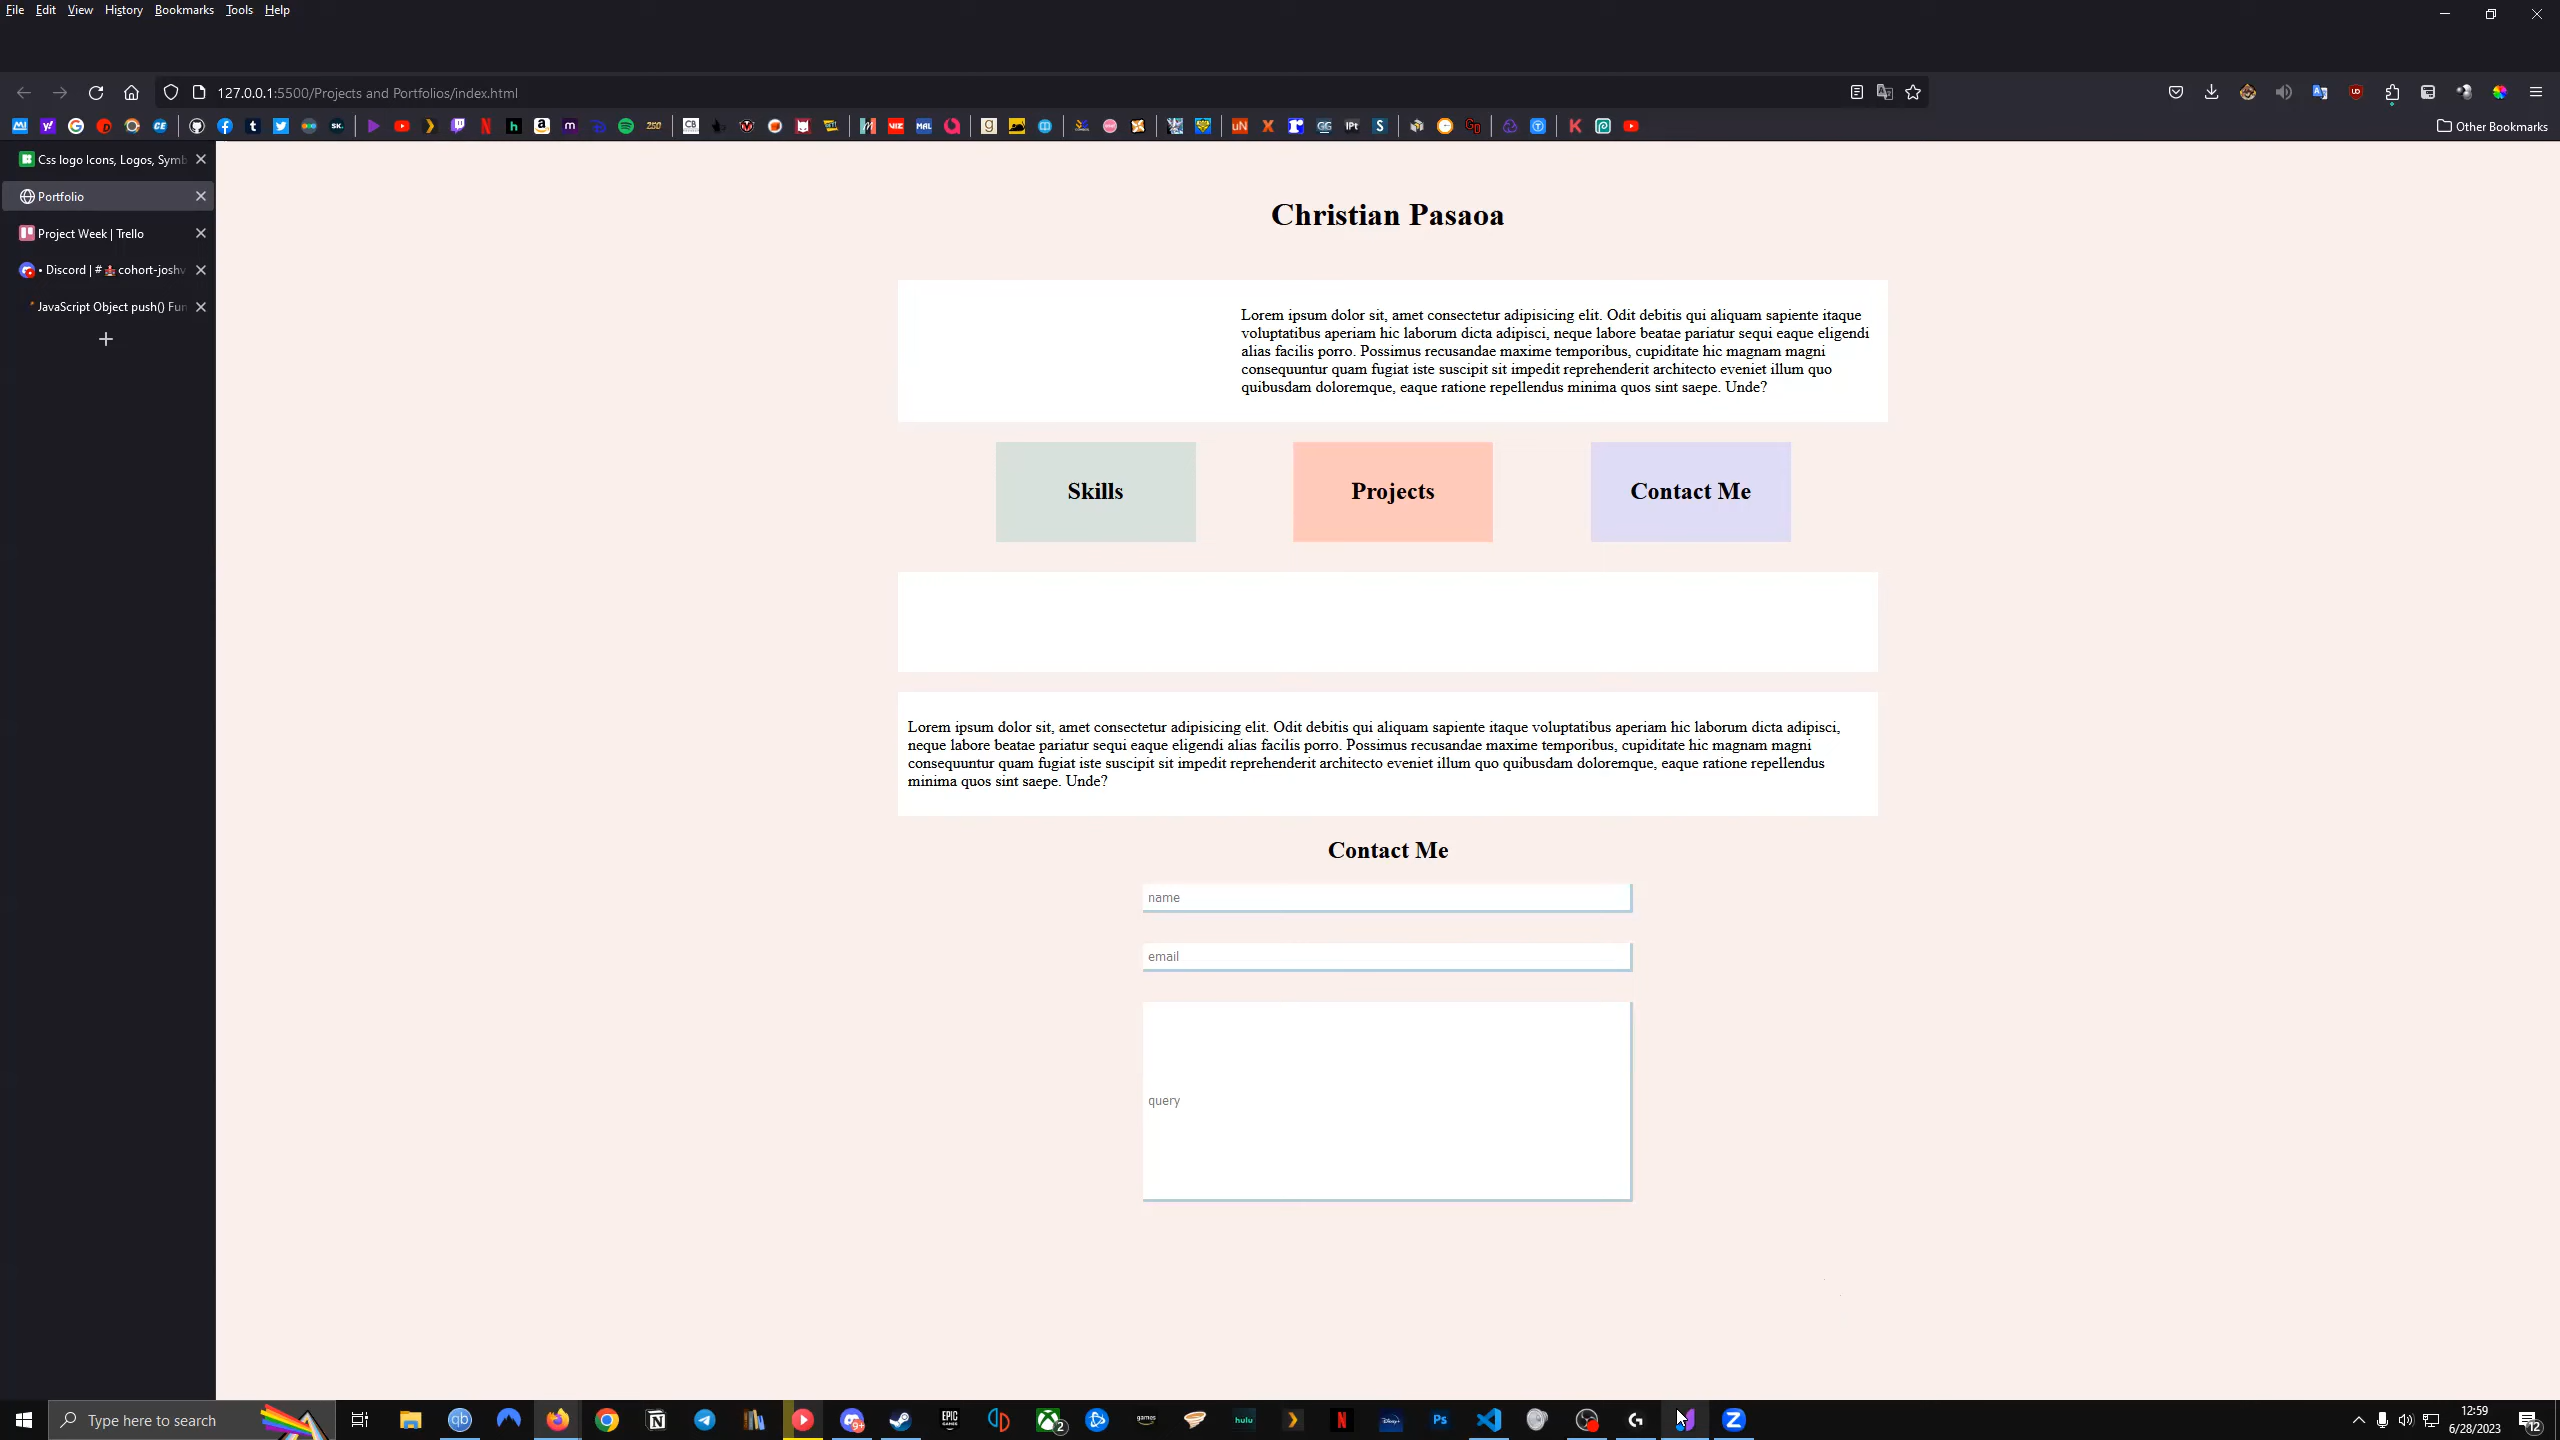 File Edit View History Bookmarks Tools Help
127.0.0.1:5500/Projects and Portfolios/index.html
Other Bookmarks
Css logo Icons, Logos, Symb
Portfolio
Project Week | Trello
• Discord | # cohort-joshv
JavaScript Object push() Fun
Christian Pasaoa
Lorem ipsum dolor sit, amet consectetur adipisicing elit. Odit debitis qui aliquam sapiente itaque
voluptatibus aperiam hic laborum dicta adipisci, neque labore beatae pariatur sequi eaque eligendi
alias facilis porro. Possimus recusandae maxime temporibus, cupiditate hic magnam magni
consequuntur quam fugiat iste suscipit sit impedit reprehenderit architecto eveniet illum quo
quibusdam doloremque, eaque ratione repellendus minima quos sint saepe. Unde?
Skills
Projects
Contact Me
Lorem ipsum dolor sit, amet consectetur adipisicing elit. Odit debitis qui aliquam sapiente itaque voluptatibus aperiam hic laborum dicta adipisci,
neque labore beatae pariatur sequi eaque eligendi alias facilis porro. Possimus recusandae maxime temporibus, cupiditate hic magnam magni
consequuntur quam fugiat iste suscipit sit impedit reprehenderit architecto eveniet illum quo quibusdam doloremque, eaque ratione repellendus
minima quos sint saepe. Unde?
Contact Me
name
email
query
Type here to search
12:59
6/28/2023